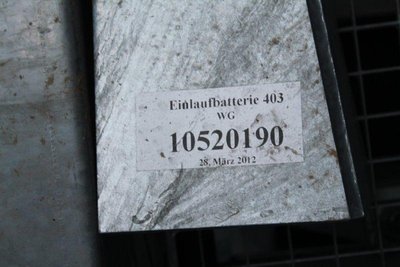 Einlaufbatterie 403
WG
10520190
28. März 2012